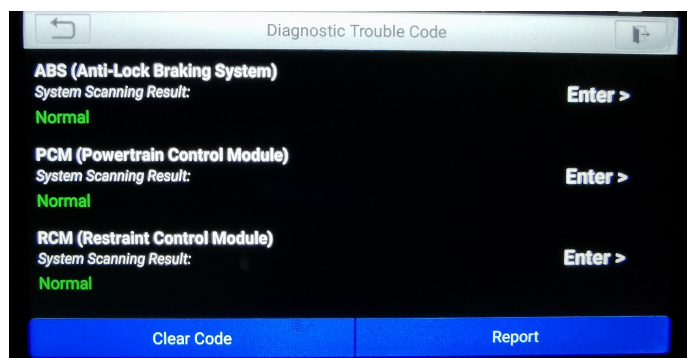 Diagnostic Trouble Code
ABS (Anti-Lock Braking System)
System Scanning Result:
Enter >
Normal
PCM (Powertrain Control Module)
System Scanning Result:
Enter >
Normal
RCM (Restraint Control Module)
System Scanning Result:
Enter >
Normal
Clear Code
Report